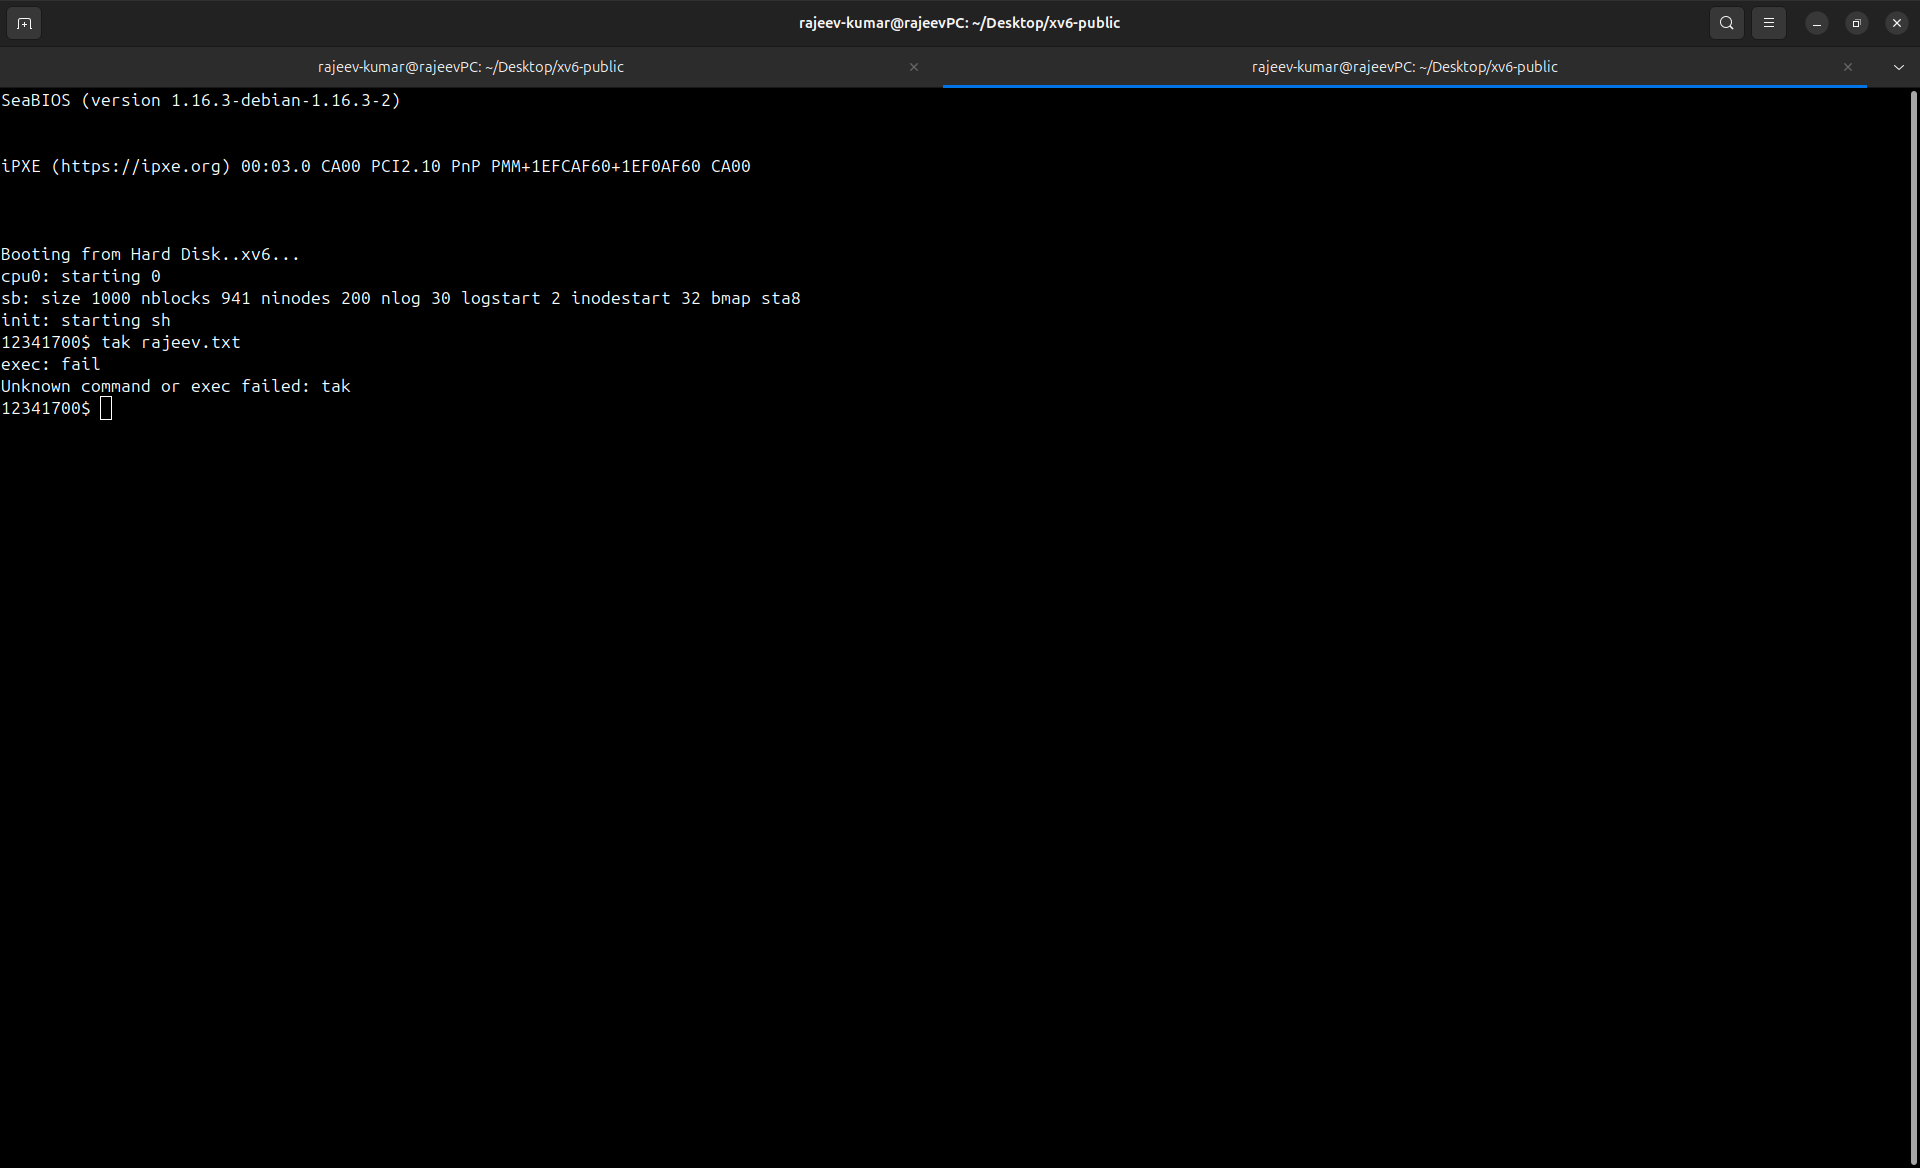 rajeev-kumar@rajeevPC: ~/Desktop/xv6-public
rajeev-kumar@rajeevPC: ~/Desktop/xv6-public
rajeev-kumar@rajeevPC: ~/Desktop/xv6-public
SeaBIOS (version 1.16.3-debian-1.16.3-2)
iPXE (https://ipxe.org) 00:03.0 CA00 PCI2.10 PnP PMM+1EFCAF60+1EF0AF60 CA00
Booting from Hard Disk..xv6...
cpu0: starting 0
sb: size 1000 nblocks 941 ninodes 200 nlog 30 logstart 2 inodestart 32 bmap sta8
init: starting sh
12341700$ tak rajeev.txt
exec: fail
Unknown command or exec failed: tak
12341700$